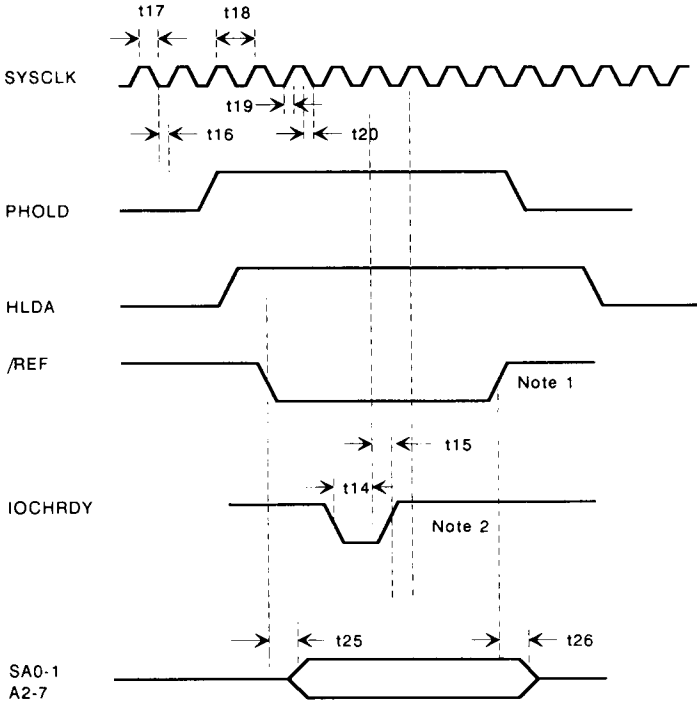 t17
t18
SYSCLK
t19
t16
t20
PHOLD
HLDA
/REF
Note 1
t15
t14
IOCHRDY
Note 2
t25
t26
SA0-1
A2-7